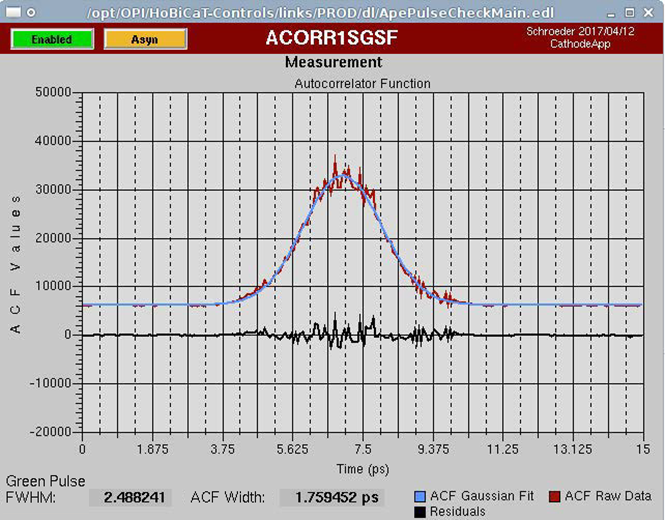 /opt/OPI/HoBiCaT-Controls/links/PROD/dl/ApePulseCheckMain.edl
Enabled
Asyn
ACORR1SGSF
Schroeder 2017/04/12
CathodeApp
Measurement
Autocorrelator Function
50000
40000
30000
20000
10000
0
-10000
-20000
ACF Values
0 1.875 3.75 5.625 7.5 9.375 11.25 13.125 15
Time (ps)
Green Pulse
FWHM: 2.488241 ACF Width: 1.759452 ps
ACF Gaussian Fit ACF Raw Data
Residuals